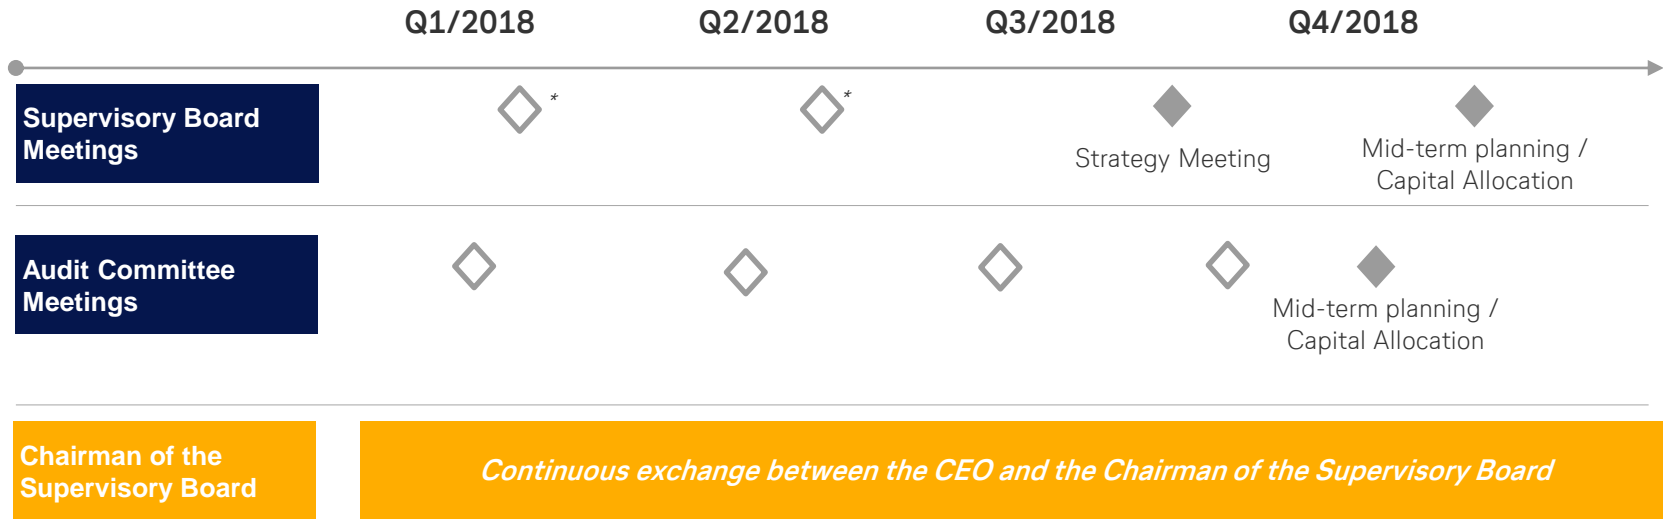 Q1/2018 Q2/2018 Q3/2018 Q4/2018
Supervisory Board
Meetings
*
*
Strategy Meeting
Mid-term planning /
Capital Allocation
Audit Committee
Meetings
Mid-term planning /
Capital Allocation
Chairman of the
Supervisory Board
Continuous exchange between the CEO and the Chairman of the Supervisory Board